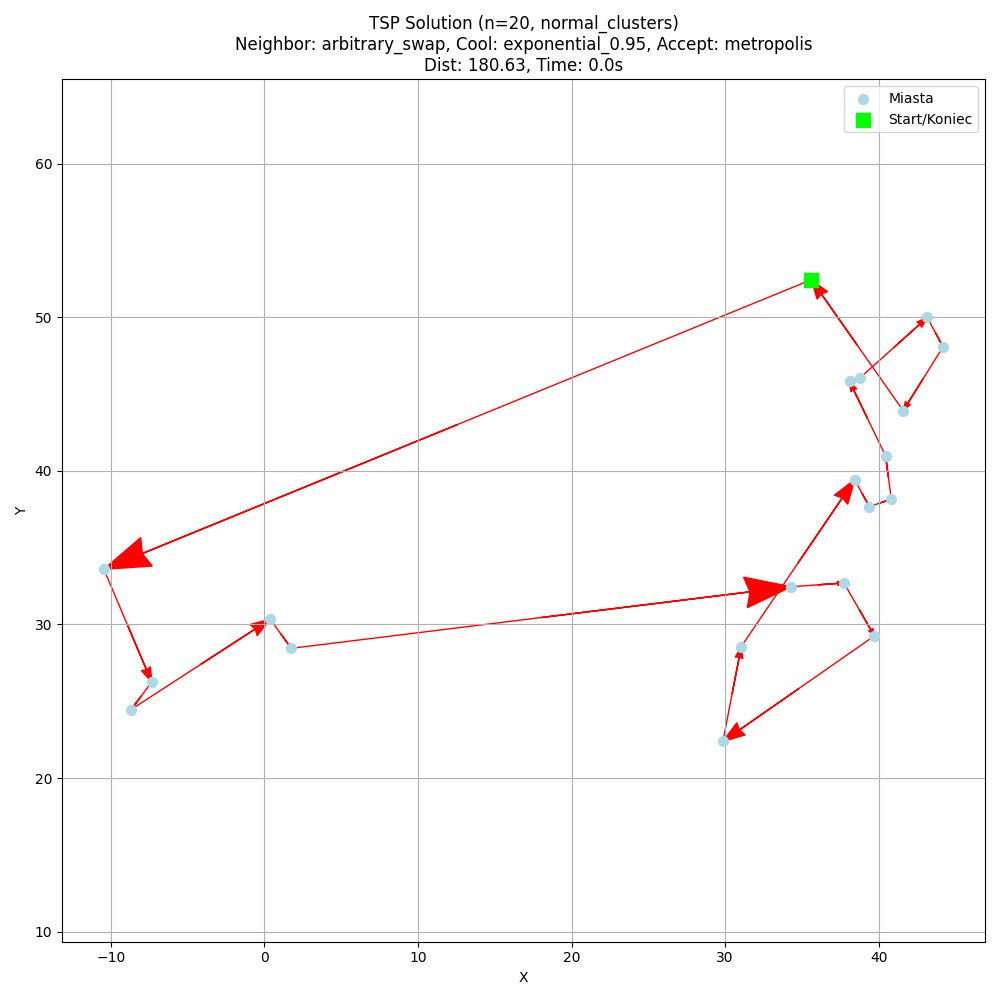 TSP Solution (n=20, normal_clusters)
Neighbor: arbitrary_swap, Cool: exponential_0.95, Accept: metropolis
Dist: 180.63, Time: 0.0s
Miasta
Start/Koniec
60
50
40
30
20
10
Y
−10
0
10
20
30
40
X